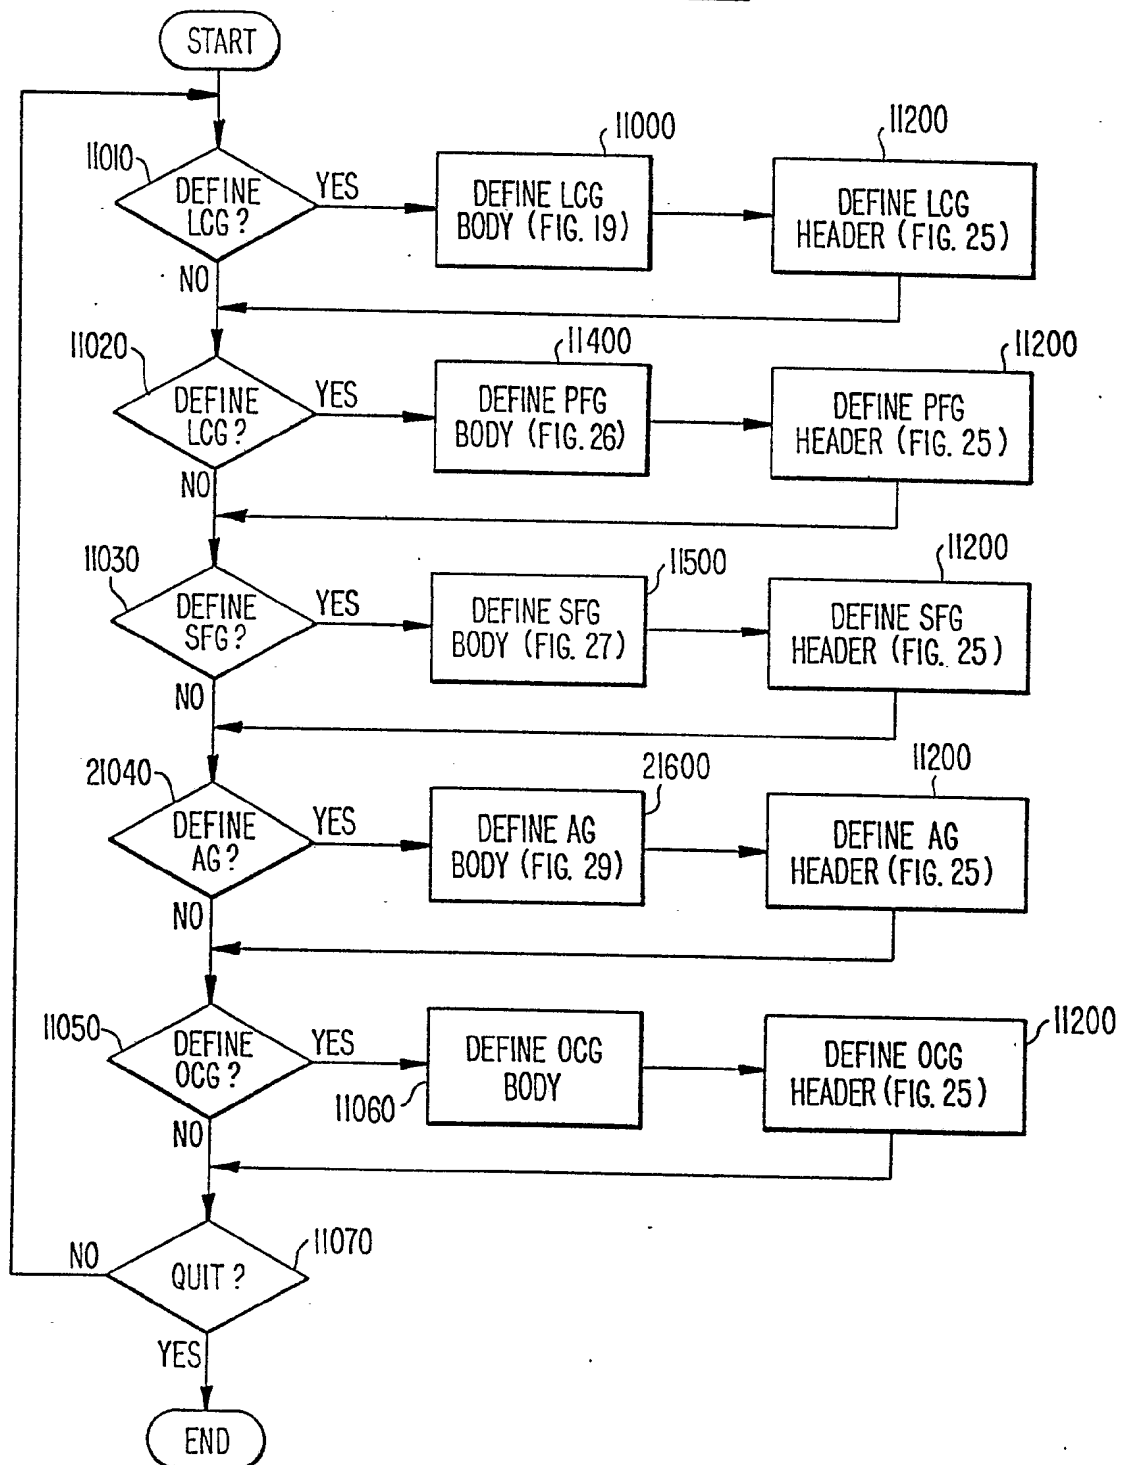 START
11010
DEFINE
LCG?
YES
NO
11000
DEFINE LCG
BODY (FIG. 19)
11200
DEFINE LCG
HEADER (FIG. 25)
11020
DEFINE
LCG?
YES
NO
11400
DEFINE PFG
BODY (FIG. 26)
11200
DEFINE PFG
HEADER (FIG. 25)
11030
DEFINE
SFG?
YES
NO
11500
DEFINE SFG
BODY (FIG. 27)
11200
DEFINE SFG
HEADER (FIG. 25)
21040
DEFINE
AG?
YES
NO
21600
DEFINE AG
BODY (FIG. 29)
11200
DEFINE AG
HEADER (FIG. 25)
11050
DEFINE
OCG?
YES
NO
11060
DEFINE OCG
BODY
11200
DEFINE OCG
HEADER (FIG. 25)
11070
QUIT?
NO
YES
END